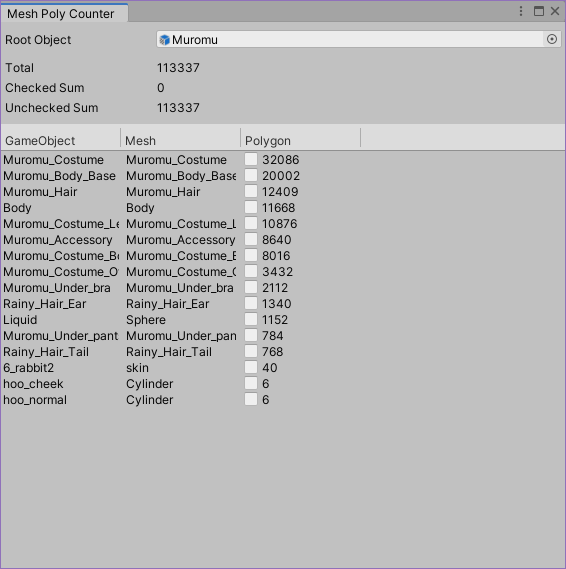 Mesh Poly Counter
Root Object Muromu
Total 113337
Checked Sum 0
Unchecked Sum 113337
GameObject Mesh Polygon
Muromu_Costume Muromu_Costume 32086
Muromu_Body_Base Muromu_Body_Base 20002
Muromu_Hair Muromu_Hair 12409
Body Body 11668
Muromu_Costume_Le Muromu_Costume_L 10876
Muromu_Accessory Muromu_Accessory 8640
Muromu_Costume_Bo Muromu_Costume_B 8016
Muromu_Costume_O Muromu_Costume_O 3432
Muromu_Under_bra Muromu_Under_bra 2112
Rainy_Hair_Ear Rainy_Hair_Ear 1340
Liquid Sphere 1152
Muromu_Under_pant Muromu_Under_pan 784
Rainy_Hair_Tail Rainy_Hair_Tail 768
6_rabbit2 skin 40
hoo_cheek Cylinder 6
hoo_normal Cylinder 6